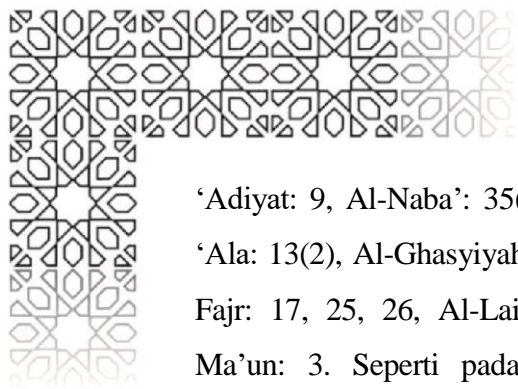 ‘Adiyat: 9, Al-Naba’: 35
‘Ala: 13(2), Al-Ghasyiyah
Fajr: 17, 25, 26, Al-Lai
Ma’un: 3. Seperti pada